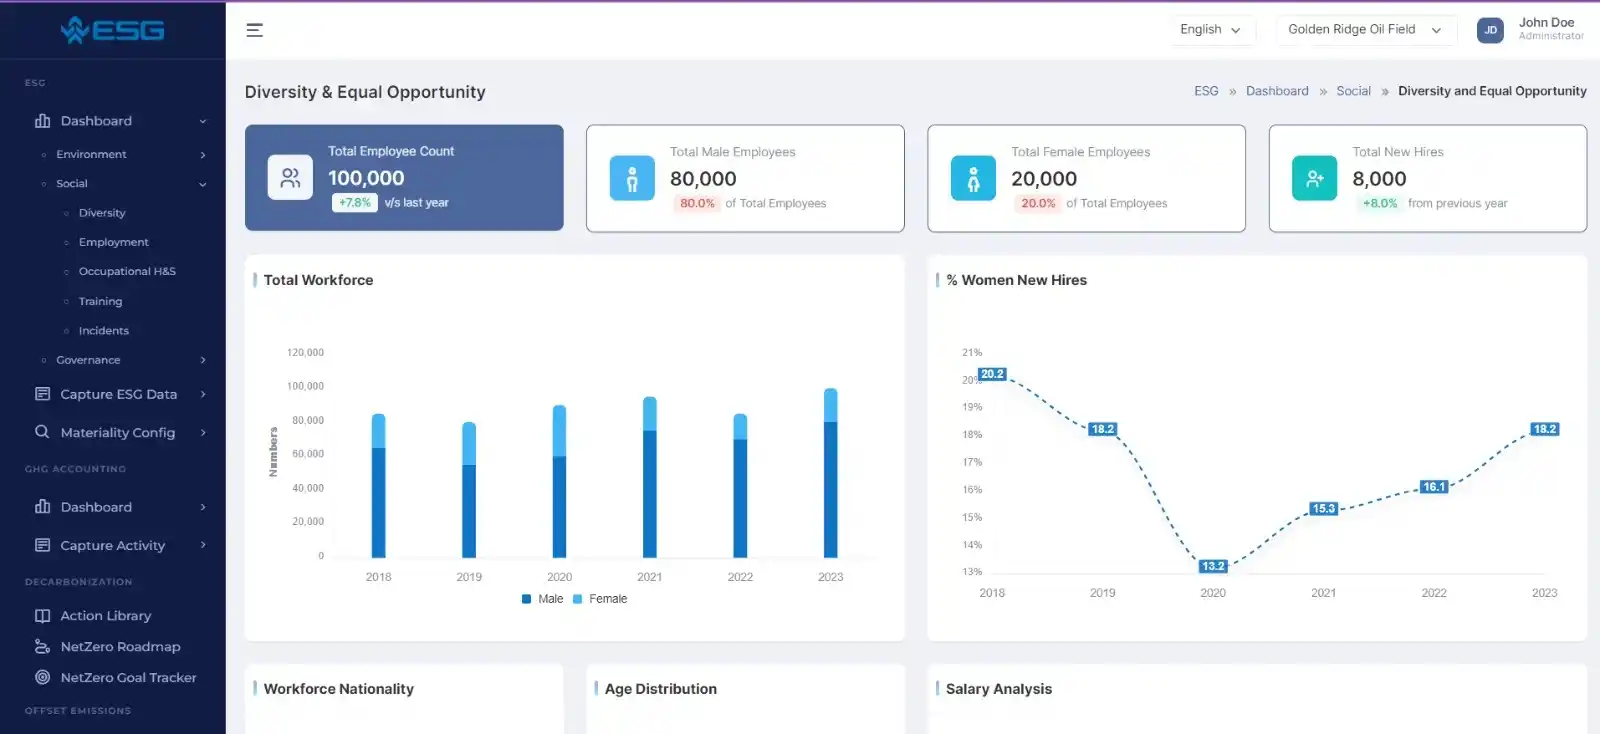 ESG
English
Golden Ridge Oil Field
JD
John Doe
Administrator
ESG
Dashboard
Environment
Social
Diversity
Employment
Occupational H&S
Training
Incidents
Governance
Capture ESG Data
Materiality Config
GHG ACCOUNTING
Dashboard
Capture Activity
DECARBONIZATION
Action Library
NetZero Roadmap
NetZero Goal Tracker
OFFSET EMISSIONS
Diversity & Equal Opportunity
ESG » Dashboard » Social » Diversity and Equal Opportunity
Total Employee Count
100,000
+7.8% v/s last year
Total Male Employees
80,000
80.0% of Total Employees
Total Female Employees
20,000
20.0% of Total Employees
Total New Hires
8,000
+8.0% from previous year
Total Workforce
Numbers
120,000
100,000
80,000
60,000
40,000
20,000
0
2018 2019 2020 2021 2022 2023
Male Female
% Women New Hires
21%
20%
19%
18%
17%
16%
15%
14%
13%
20.2
18.2
13.2
15.3
16.1
18.2
2018 2019 2020 2021 2022 2023
Workforce Nationality
Age Distribution
Salary Analysis